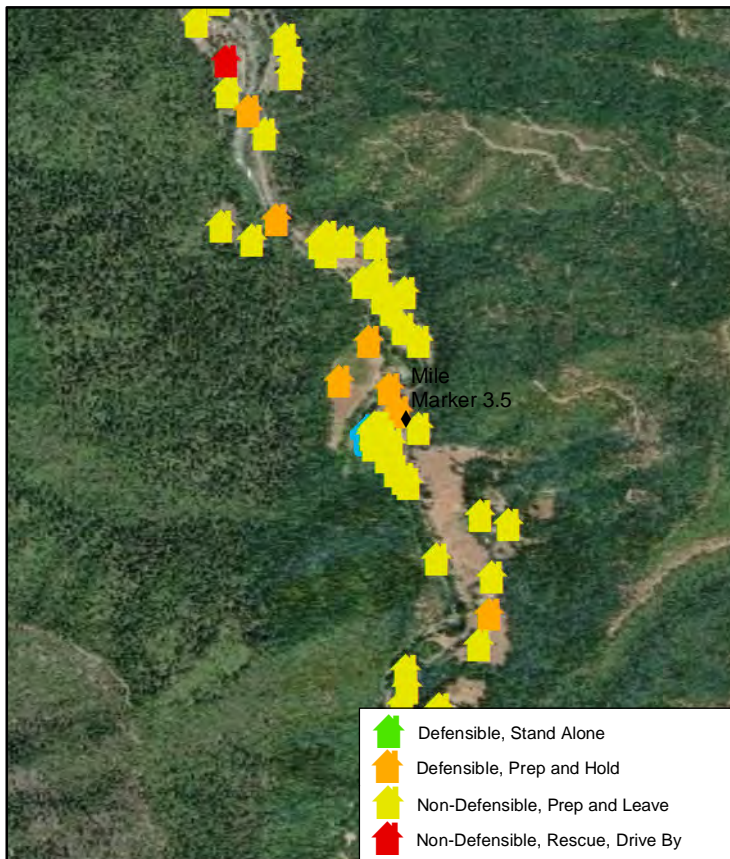 Mile
Marker 3.5
Defensible, Stand Alone
Defensible, Prep and Hold
Non-Defensible, Prep and Leave
Non-Defensible, Rescue, Drive By